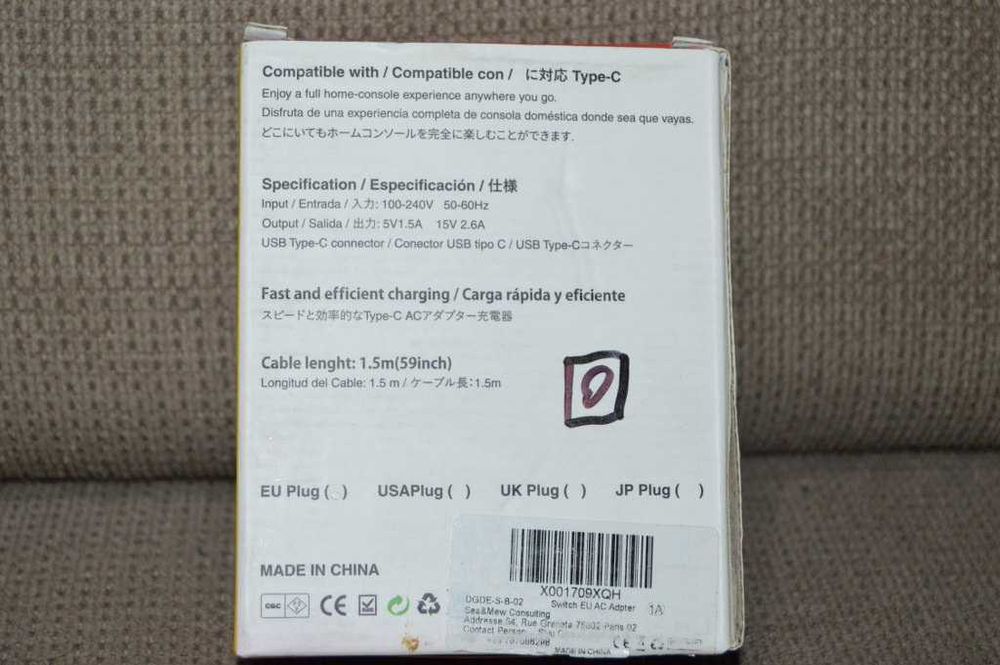 Compatible with / Compatible con / に対応 Type-C
Enjoy a full home-console experience anywhere you go.
Disfruta de una experiencia completa de consola doméstica donde sea que vayas.
どこにいてもホームコンソールを完全に楽しむことができます.
Specification / Especificación / 仕様
Input / Entrada / 入力: 100-240V 50-60Hz
Output / Salida / 出力: 5V1.5A 15V 2.6A
USB Type-C connector / Conector USB tipo C / USB Type-Cコネクター
Fast and efficient charging / Carga rápida y eficiente
スピードと効率的なType-C ACアダプター充電器
Cable lenght: 1.5m(59inch)
Longitud del Cable: 1.5 m / ケーブル長:1.5m
EU Plug ( ) USAPlug ( ) UK Plug ( ) JP Plug ( )
MADE IN CHINA
X001709XQH
DGDE-S-B-02 Switch EU AC Adpter 1A
Sea&Mew Consulting
Addresse 54, Rue Greneta 75002 Paris 02
Contact Person
MADE IN CHINA